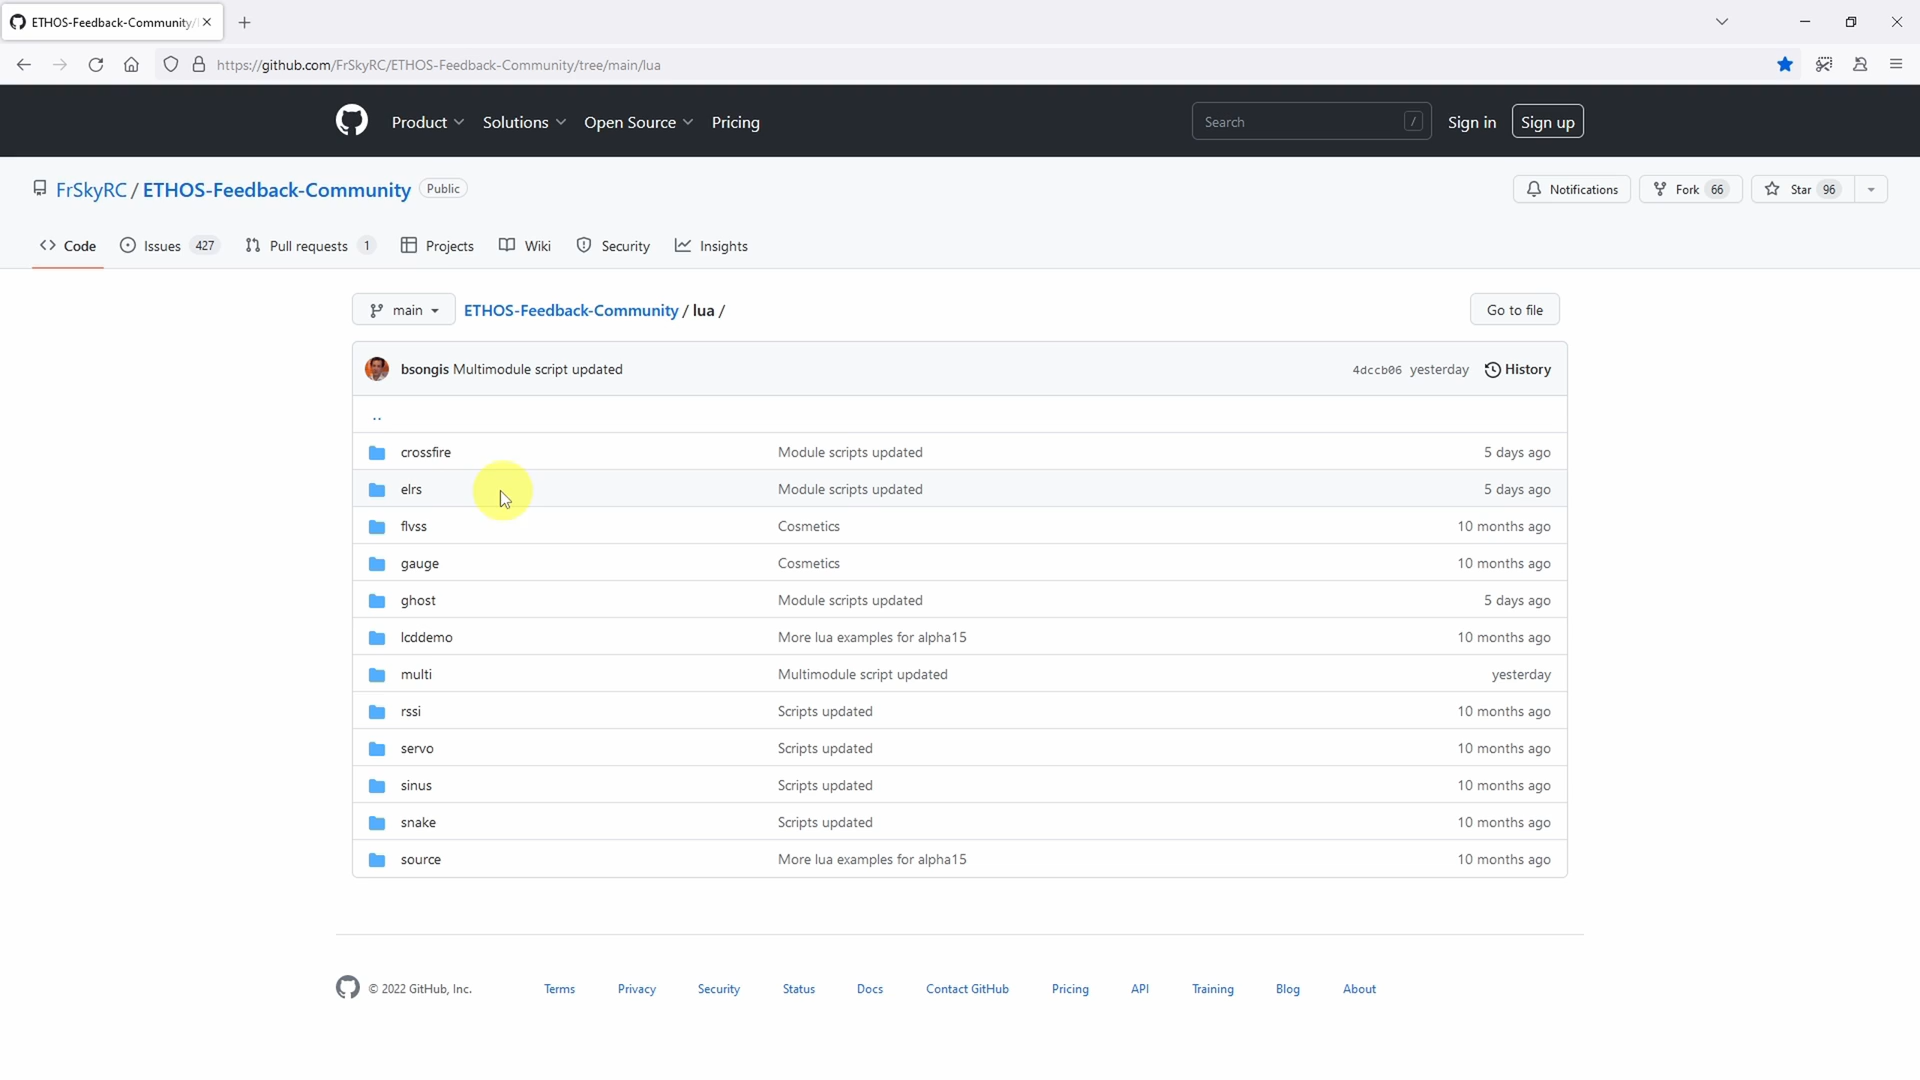 ETHOS-Feedback-Community/
https://github.com/FrSkyRC/ETHOS-Feedback-Community/tree/main/lua
Product Solutions Open Source Pricing Search / Sign in Sign up
FrSkyRC / ETHOS-Feedback-Community Public Notifications Fork 66 Star 96
Code Issues 427 Pull requests 1 Projects Wiki Security Insights
main ETHOS-Feedback-Community / lua / Go to file
bsongis Multimodule script updated 4dccb06 yesterday History
..
crossfire Module scripts updated 5 days ago
elrs Module scripts updated 5 days ago
flvss Cosmetics 10 months ago
gauge Cosmetics 10 months ago
ghost Module scripts updated 5 days ago
lcddemo More lua examples for alpha15 10 months ago
multi Multimodule script updated yesterday
rssi Scripts updated 10 months ago
servo Scripts updated 10 months ago
sinus Scripts updated 10 months ago
snake Scripts updated 10 months ago
source More lua examples for alpha15 10 months ago
© 2022 GitHub, Inc. Terms Privacy Security Status Docs Contact GitHub Pricing API Training Blog About